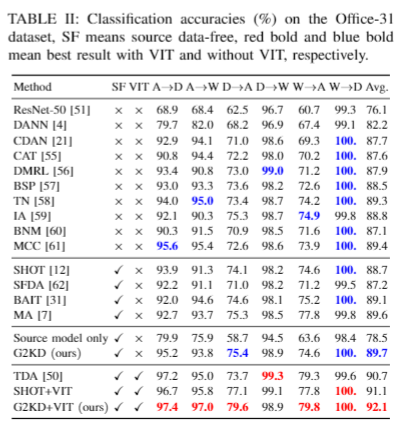 TABLE II: Classification accuracies (%) on the Office-31
dataset, SF means source data-free, red bold and blue bold
mean best result with VIT and without VIT, respectively.
Method SF VIT A→D A→W D→A D→W W→A W→D Avg.
ResNet-50 [51] × × 68.9 68.4 62.5 96.7 60.7 99.3 76.1
DANN [4] × × 79.7 82.0 68.2 96.9 67.4 99.1 82.2
CDAN [21] × × 92.9 94.1 71.0 98.6 69.3 100. 87.7
CAT [55] × × 90.8 94.4 72.2 98.0 70.2 100. 87.6
DMRL [56] × × 93.4 90.8 73.0 99.0 71.2 100. 87.9
BSP [57] × × 93.0 93.3 73.6 98.2 72.6 100. 88.5
TN [58] × × 94.0 95.0 73.4 98.7 74.2 100. 89.3
IA [59] × × 92.1 90.3 75.3 98.7 74.9 99.8 88.8
BNM [60] × × 90.3 91.5 70.9 98.5 71.6 100. 87.1
MCC [61] × × 95.6 95.4 72.6 98.6 73.9 100. 89.4
SHOT [12] ✓ × 93.9 91.3 74.1 98.2 74.6 100. 88.7
SFDA [62] ✓ × 92.2 91.1 71.0 98.2 71.2 99.5 87.2
BAIT [31] ✓ × 92.0 94.6 74.6 98.1 75.2 100. 89.1
MA [7] ✓ × 92.7 93.7 75.3 98.5 77.8 99.8 89.6
Source model only ✓ × 79.9 75.9 58.7 94.5 63.6 98.4 78.5
G2KD (ours) ✓ × 95.2 93.8 75.4 98.9 74.6 100. 89.7
TDA [50] ✓ ✓ 97.2 95.0 73.7 99.3 79.3 99.6 90.7
SHOT+VIT ✓ ✓ 96.7 95.8 77.1 99.1 77.8 100. 91.1
G2KD+VIT (ours) ✓ ✓ 97.4 97.0 79.6 98.9 79.8 100. 92.1